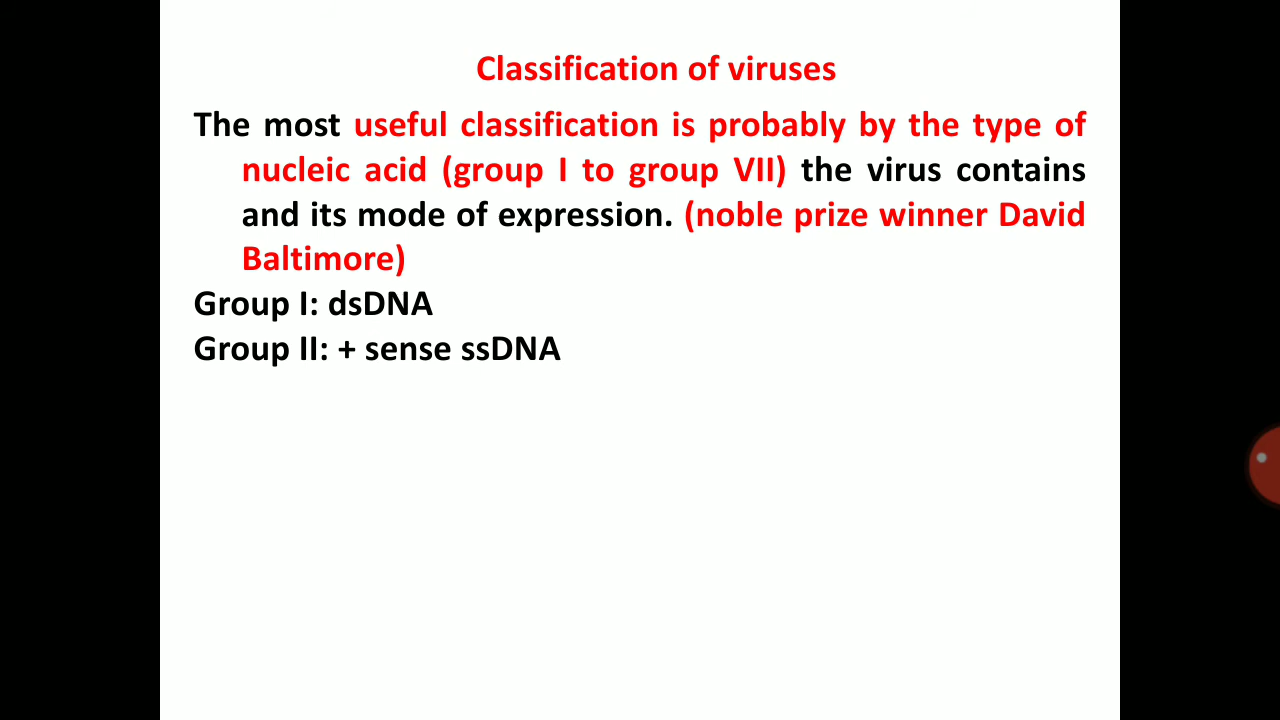 Classification of viruses
The most useful classification is probably by the type of
nucleic acid (group I to group VII) the virus contains
and its mode of expression. (noble prize winner David
Baltimore)
Group I: dsDNA
Group II: + sense ssDNA